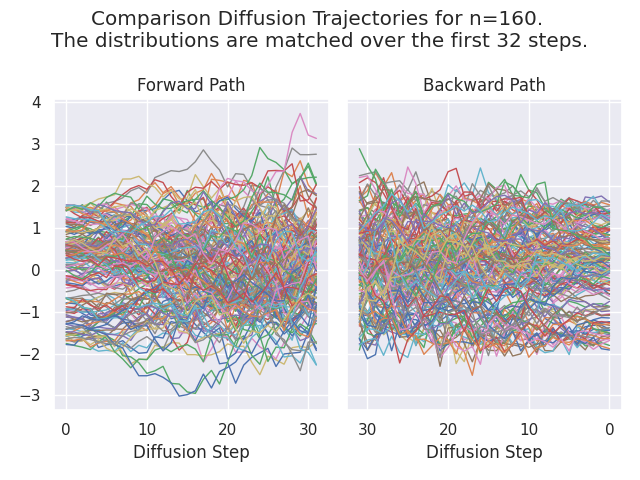 Comparison Diffusion Trajectories for n=160.
The distributions are matched over the first 32 steps.
Forward Path
Backward Path
4
3
2
1
0
−1
−2
−3
0 10 20 30
30 20 10 0
Diffusion Step
Diffusion Step